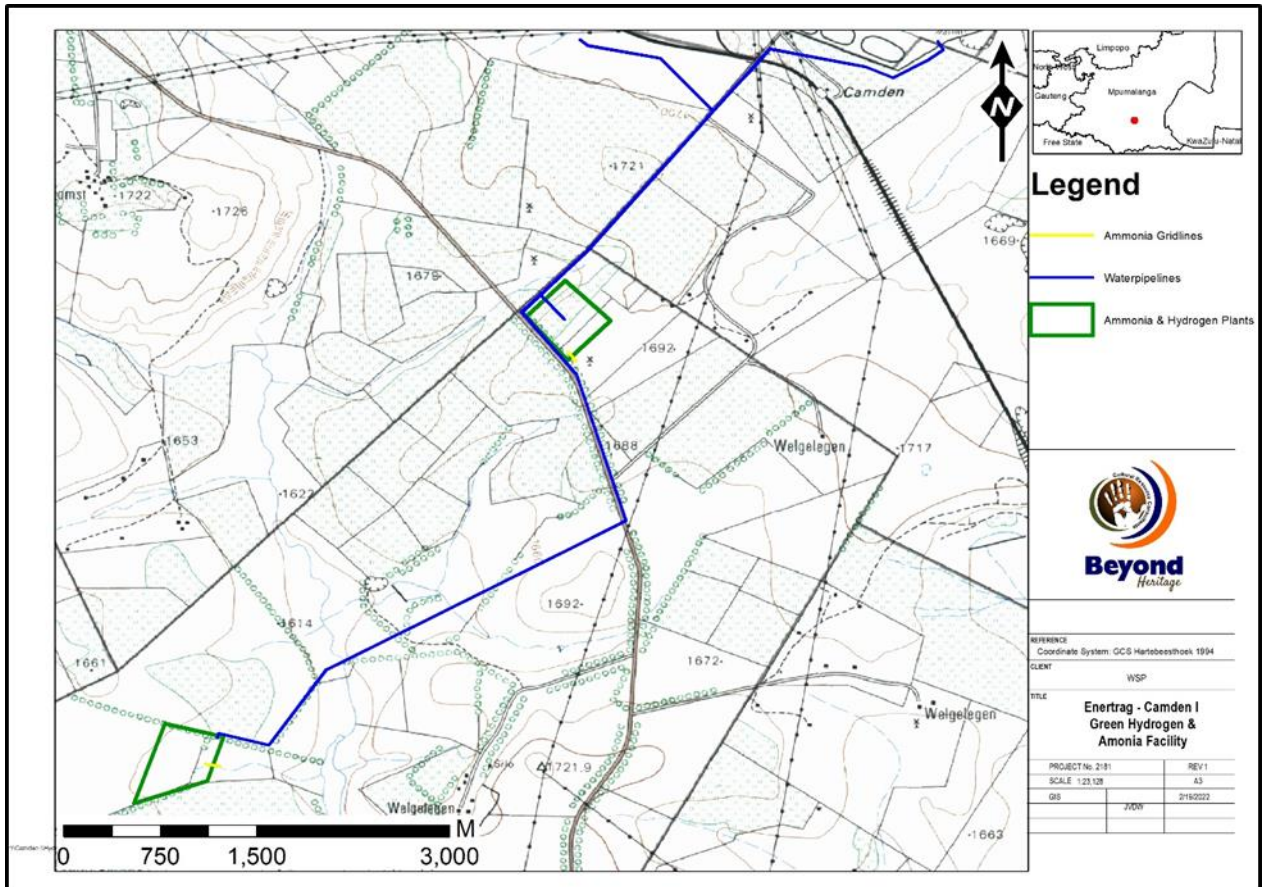 Camden
1721
1722
1726
1669
1679
1692
1653
1688
Welgelegen
1717
1622
1692
1614
1661
1672
Welgelegen
1721.9
Welgelegen
1663
M
0 750 1,500 3,000
N
Limpopo
Gauteng
Mpumalanga
Free State
KwaZulu-Natal
Legend
Ammonia Gridlines
Waterpipelines
Ammonia & Hydrogen Plants
Beyond
Heritage
REFERENCE
Coordinate System: GCS Hartebeesthoek 1994
CLIENT
WSP
TITLE
Enertrag - Camden I
Green Hydrogen &
Amonia Facility
PROJECT No. 2181 REV 1
SCALE 1:23,128 A3
GIS JVDW 2/19/2022